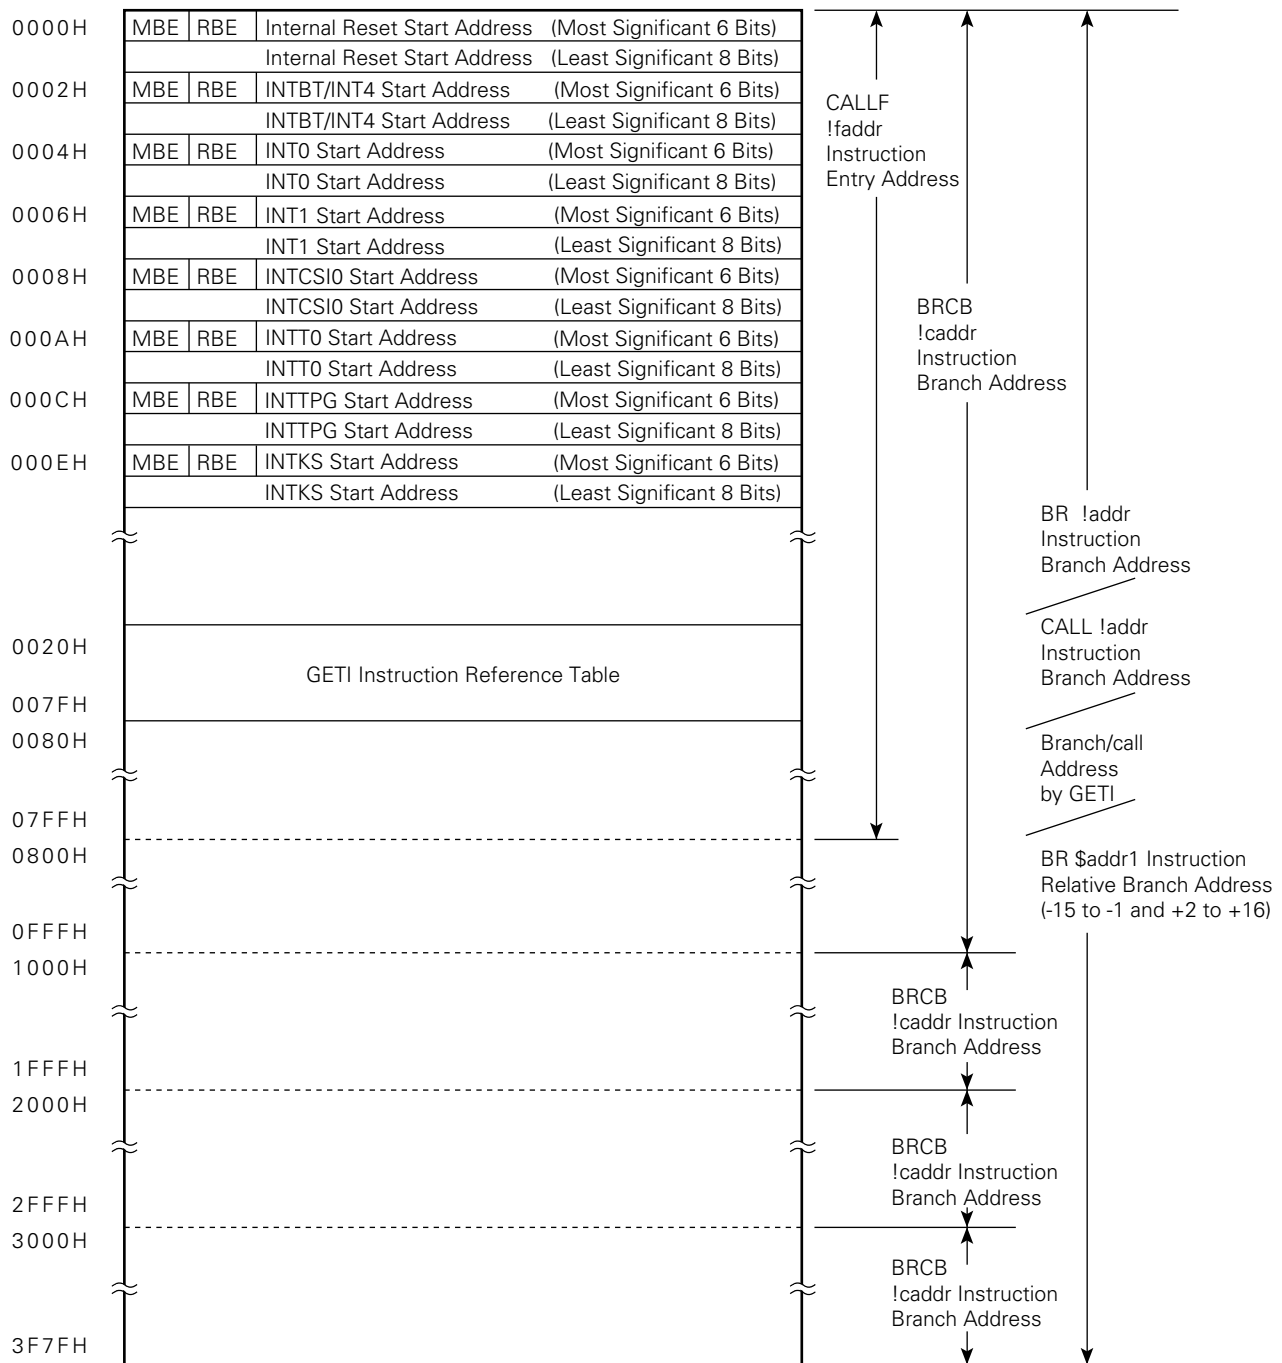 0000H MBE RBE Internal Reset Start Address (Most Significant 6 Bits)
Internal Reset Start Address (Least Significant 8 Bits)
0002H MBE RBE INTBT/INT4 Start Address (Most Significant 6 Bits)
INTBT/INT4 Start Address (Least Significant 8 Bits)
0004H MBE RBE INT0 Start Address (Most Significant 6 Bits)
INT0 Start Address (Least Significant 8 Bits)
0006H MBE RBE INT1 Start Address (Most Significant 6 Bits)
INT1 Start Address (Least Significant 8 Bits)
0008H MBE RBE INTCSI0 Start Address (Most Significant 6 Bits)
INTCSI0 Start Address (Least Significant 8 Bits)
000AH MBE RBE INTT0 Start Address (Most Significant 6 Bits)
INTT0 Start Address (Least Significant 8 Bits)
000CH MBE RBE INTTPG Start Address (Most Significant 6 Bits)
INTTPG Start Address (Least Significant 8 Bits)
000EH MBE RBE INTKS Start Address (Most Significant 6 Bits)
INTKS Start Address (Least Significant 8 Bits)
0020H
GETI Instruction Reference Table
007FH
0080H
07FFH
0800H
0FFFH
1000H
1FFFH
2000H
2FFFH
3000H
3F7FH
CALLF
!faddr
Instruction
Entry Address
BRCB
!caddr
Instruction
Branch Address
BRCB
!caddr Instruction
Branch Address
BRCB
!caddr Instruction
Branch Address
BRCB
!caddr Instruction
Branch Address
BR !addr
Instruction
Branch Address
CALL !addr
Instruction
Branch Address
Branch/call
Address
by GETI
BR $addr1 Instruction
Relative Branch Address
(-15 to -1 and +2 to +16)